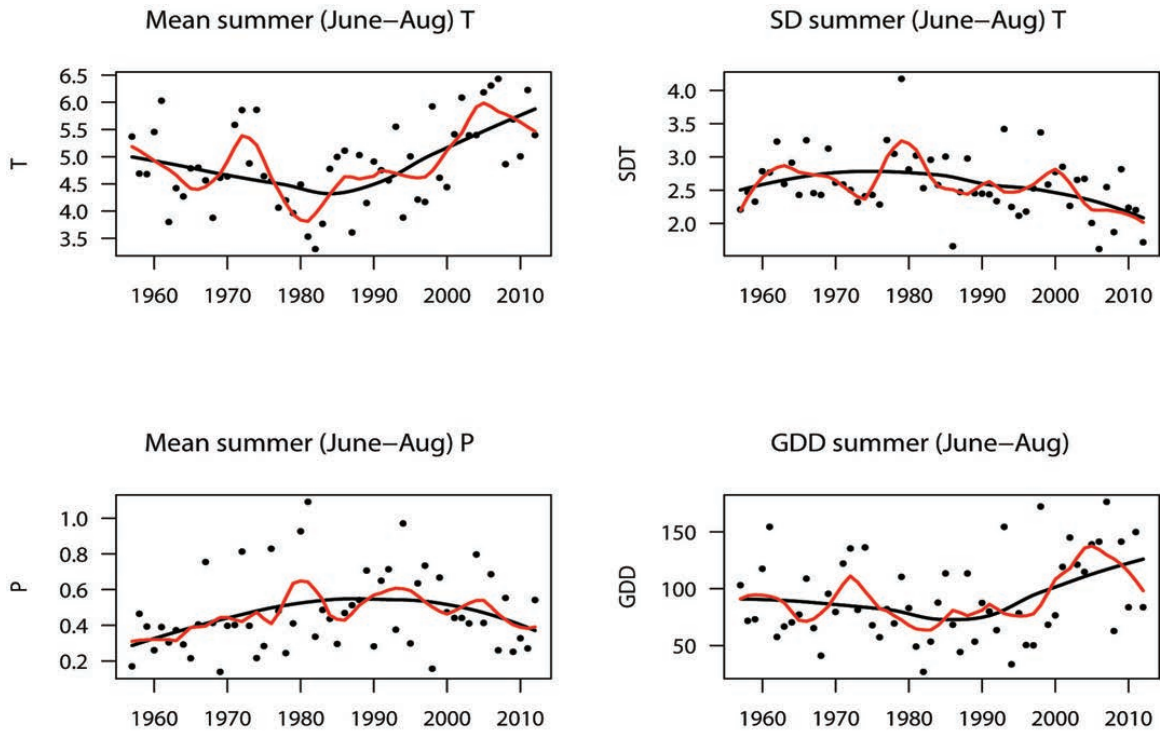 Mean summer (June−Aug) T
T
6.5
6.0
5.5
5.0
4.5
4.0
3.5
1960 1970 1980 1990 2000 2010
SD summer (June−Aug) T
SDT
4.0
3.5
3.0
2.5
2.0
1960 1970 1980 1990 2000 2010
Mean summer (June−Aug) P
P
1.0
0.8
0.6
0.4
0.2
1960 1970 1980 1990 2000 2010
GDD summer (June−Aug)
GDD
150
100
50
1960 1970 1980 1990 2000 2010